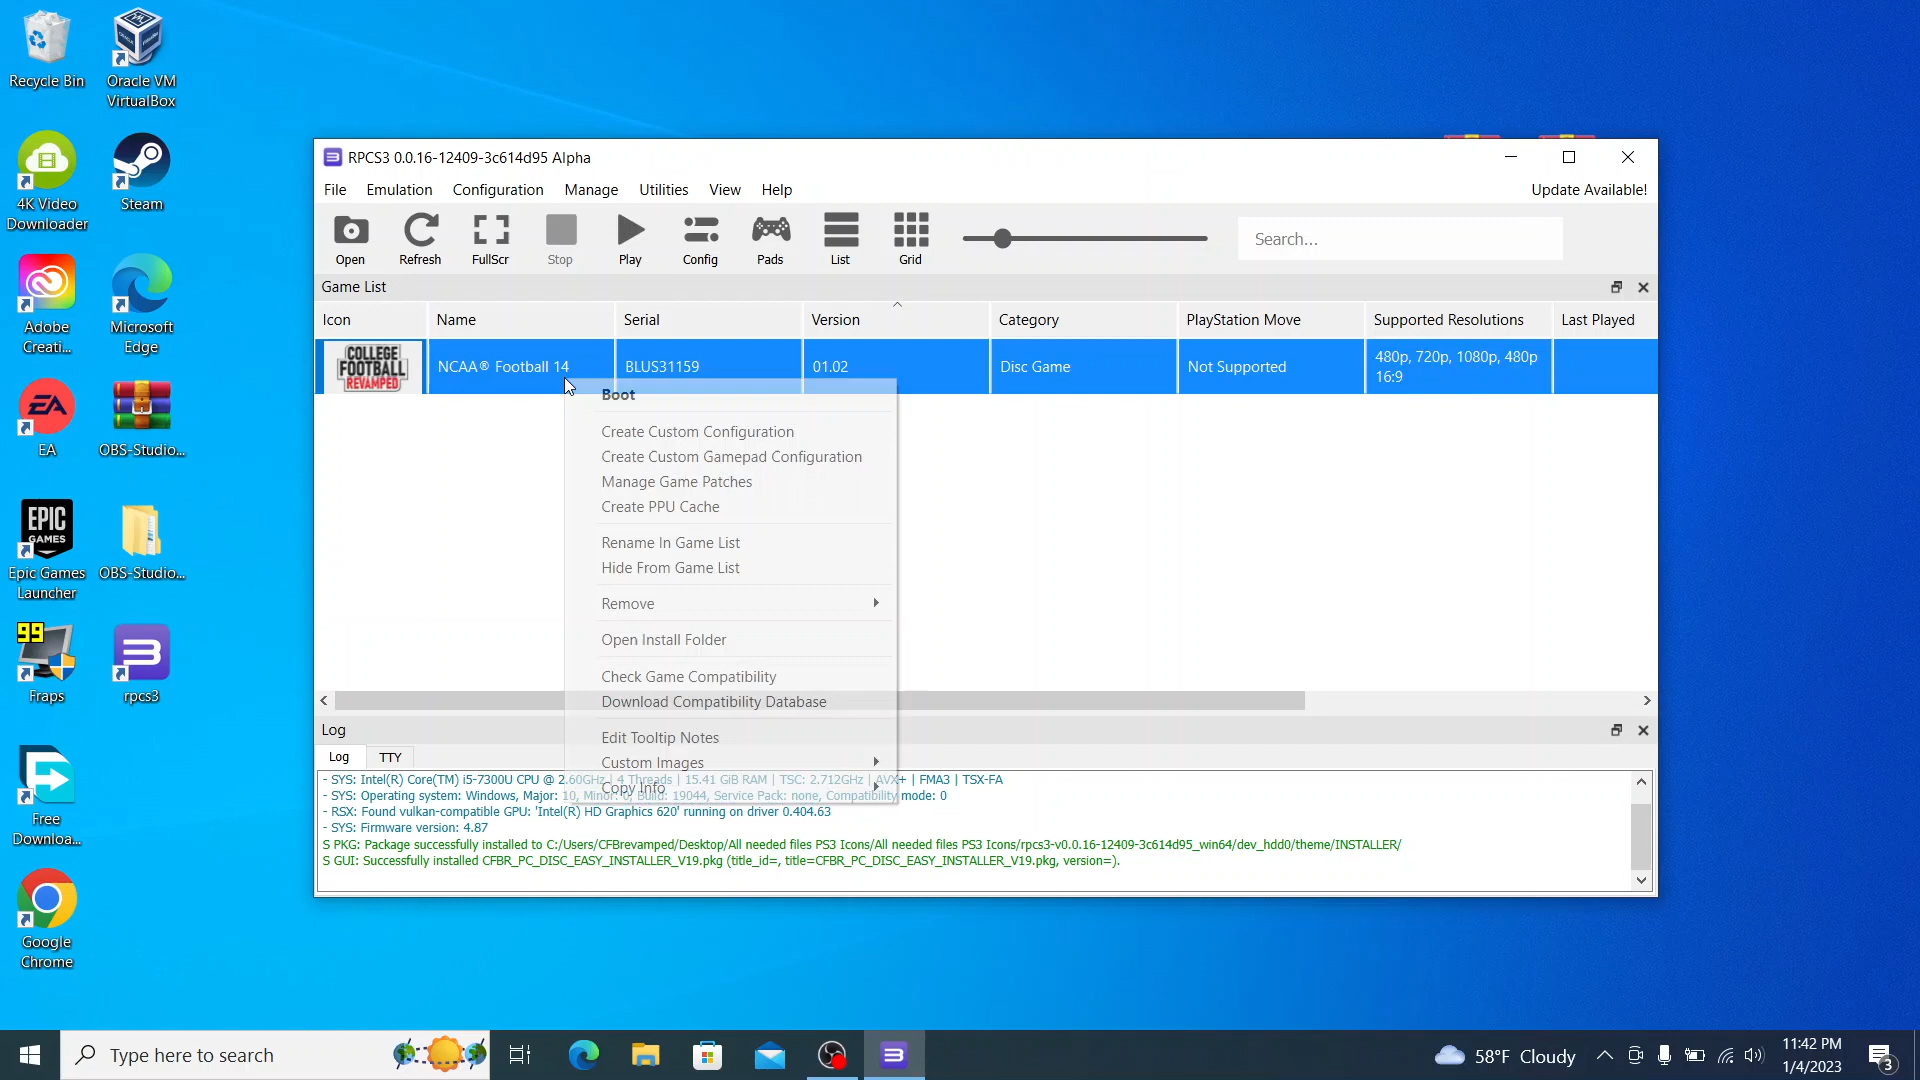 Recycle Bin
Oracle VM
VirtualBox
4K Video
Downloader
Steam
Adobe
Creati...
Microsoft
Edge
EA
EA
OBS-Studio...
EPIC
GAMES
Epic Games
Launcher
OBS-Studio...
99
Fraps
rpcs3
Free
Downloa...
Google
Chrome
RPCS3 0.0.16-12409-3c614d95 Alpha
File Emulation Configuration Manage Utilities View Help Update Available!
Open Refresh FullScr Stop Play Config Pads List Grid Search...
Game List
Icon Name Serial Version Category PlayStation Move Supported Resolutions Last Played
COLLEGE
FOOTBALL
REVAMPED
NCAA® Football 14 BLUS31159 01.02 Disc Game Not Supported 480p, 720p, 1080p, 480p
16:9
Boot
Create Custom Configuration
Create Custom Gamepad Configuration
Manage Game Patches
Create PPU Cache
Rename In Game List
Hide From Game List
Remove
Open Install Folder
Check Game Compatibility
Download Compatibility Database
Edit Tooltip Notes
Custom Images
Copy Info
Log
Log TTY
- SYS: Intel(R) Core(TM) i5-7300U CPU @ 2.60GHz | 4 Threads | 15.41 GiB RAM | TSC: 2.712GHz | AVX+ | FMA3 | TSX-FA
- SYS: Operating system: Windows, Major: 10, Minor: 0, Build: 19044, Service Pack: none, Compatibility mode: 0
- RSX: Found vulkan-compatible GPU: 'Intel(R) HD Graphics 620' running on driver 0.404.63
- SYS: Firmware version: 4.87
S PKG: Package successfully installed to C:/Users/CFBrevamped/Desktop/All needed files PS3 Icons/All needed files PS3 Icons/rpcs3-v0.0.16-12409-3c614d95_win64/dev_hdd0/theme/INSTALLER/
S GUI: Successfully installed CFBR_PC_DISC_EASY_INSTALLER_V19.pkg (title_id=, title=CFBR_PC_DISC_EASY_INSTALLER_V19.pkg, version=).
Type here to search
58°F Cloudy
11:42 PM
1/4/2023
3